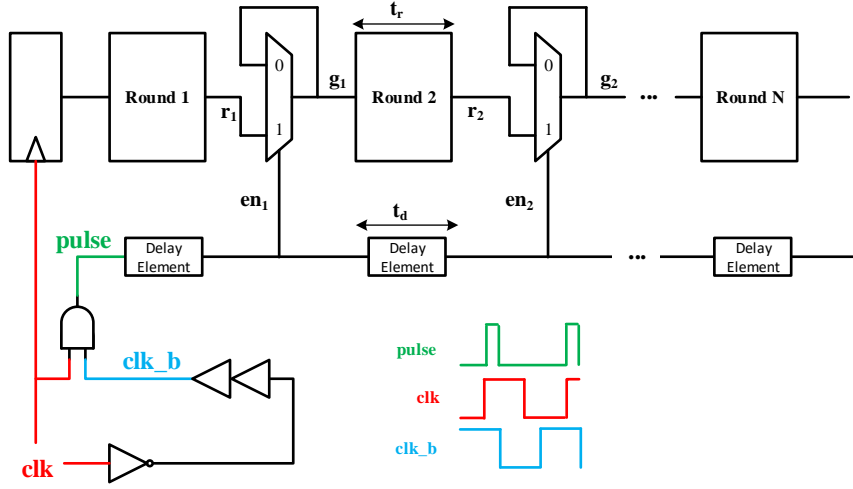 t_r
0
g_1
0
g_2
Round 1
Round 2
...
Round N
r_1
1
r_2
1
en_1
t_d
en_2
pulse
Delay
Element
Delay
Element
...
Delay
Element
pulse
clk_b
clk
clk
clk_b